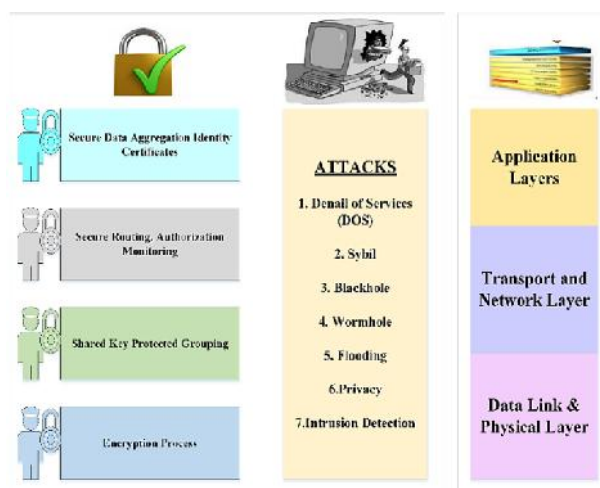 Secure Data Aggregation Identity
Certificates
Secure Routing, Authorization
Monitoring
Shared Key Protected Grouping
Encryption Process
ATTACKS
1. Denail of Services
(DOS)
2. Sybil
3. Blackhole
4. Wormhole
5. Flooding
6.Privacy
7.Intrusion Detection
Application
Layers
Transport and
Network Layer
Data Link &
Physical Layer